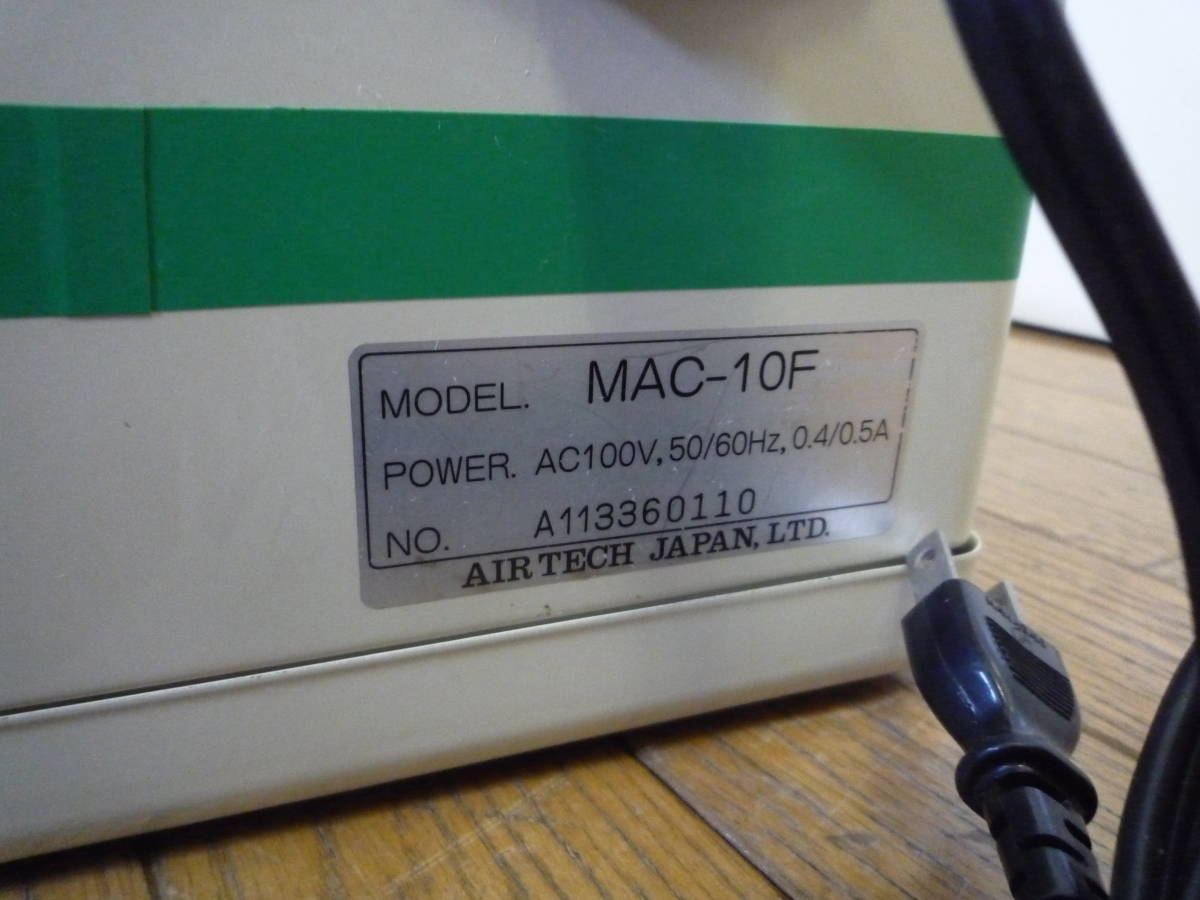 MODEL. MAC-10F
POWER. AC100V, 50/60Hz, 0.4/0.5A
NO. A113360110
AIR TECH JAPAN, LTD.